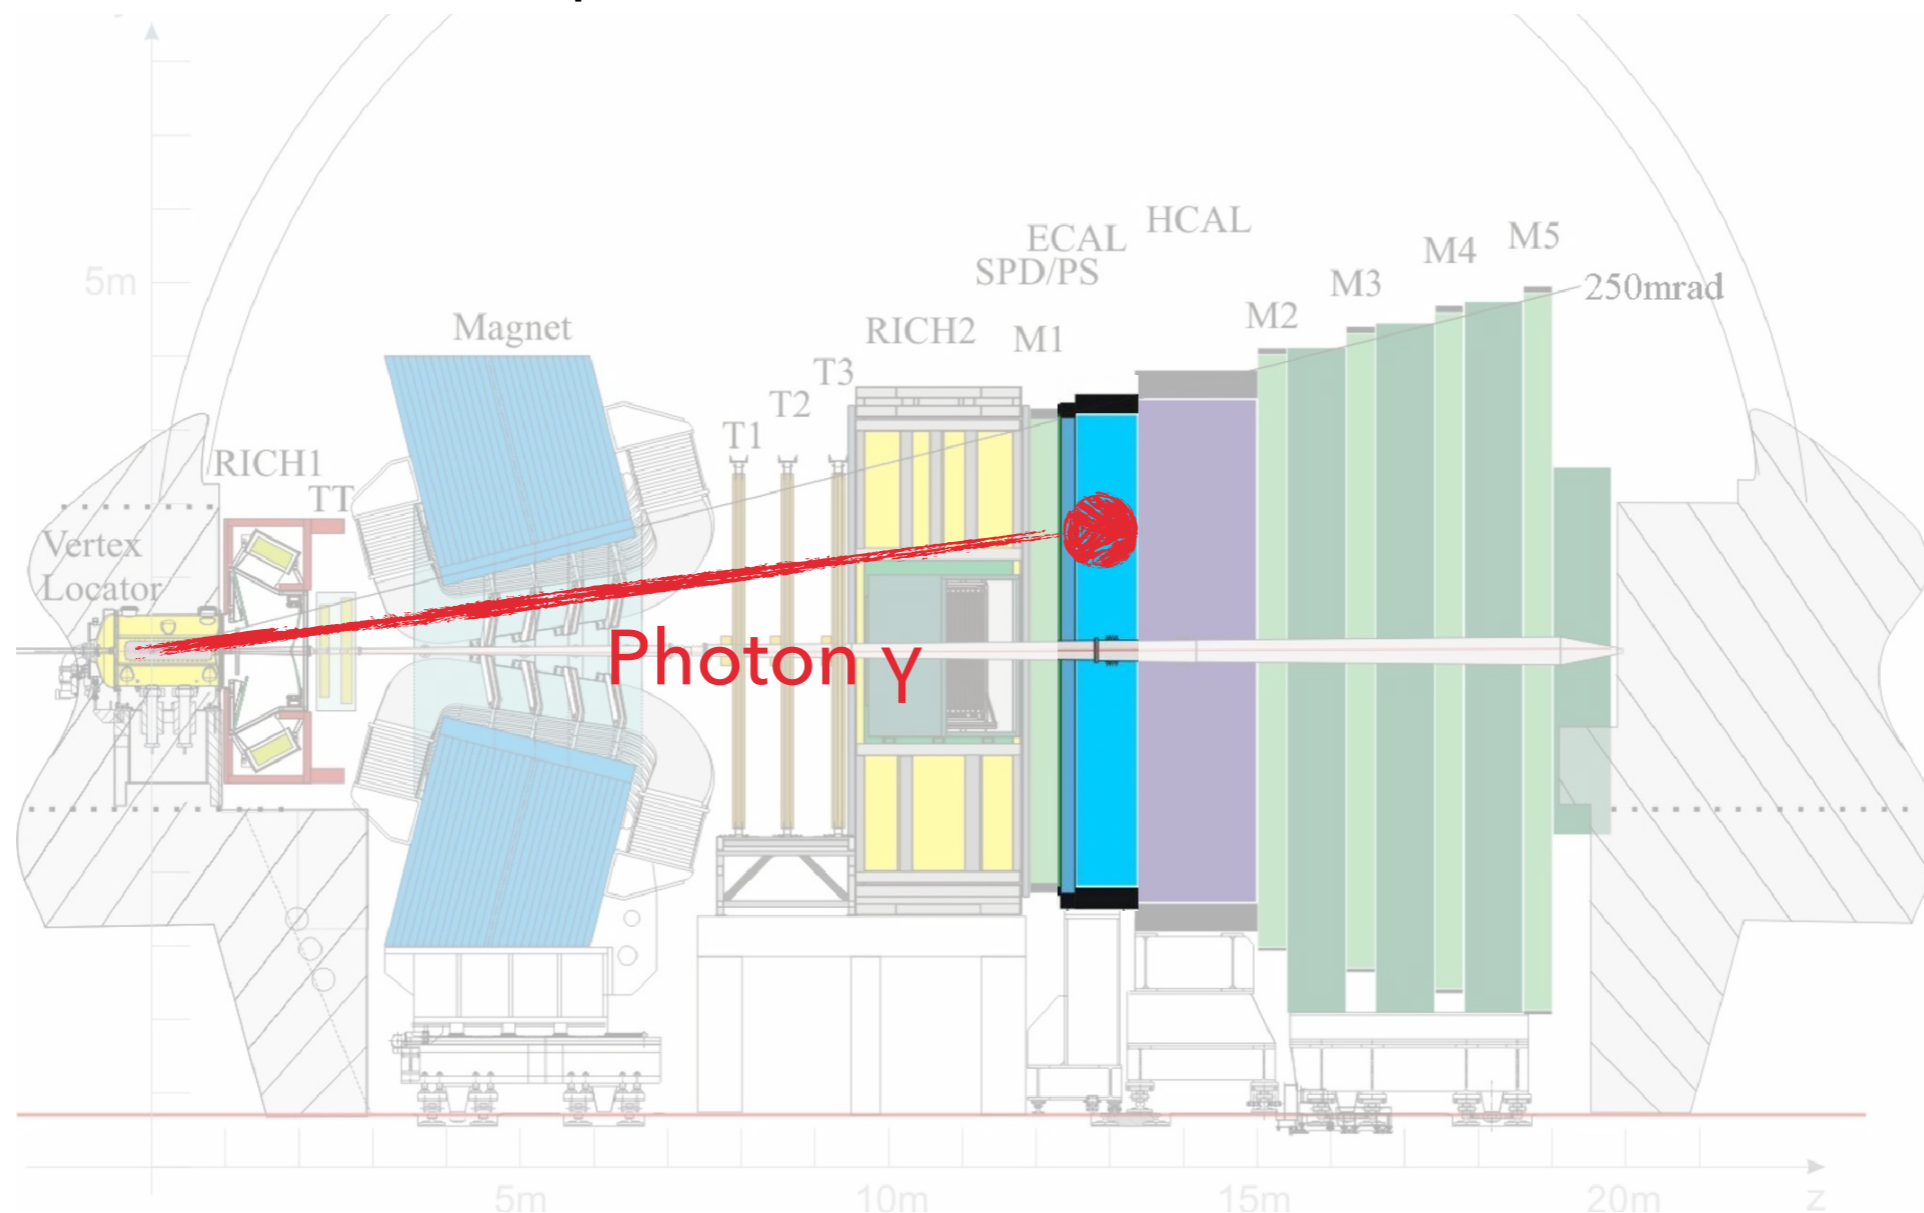 ECAL
HCAL
SPD/PS
M4
M5
M3
250mrad
5m
Magnet
RICH2
M1
M2
T3
T2
T1
RICH1
TT
Vertex
Locator
Photon γ
5m
10m
15m
20m
z